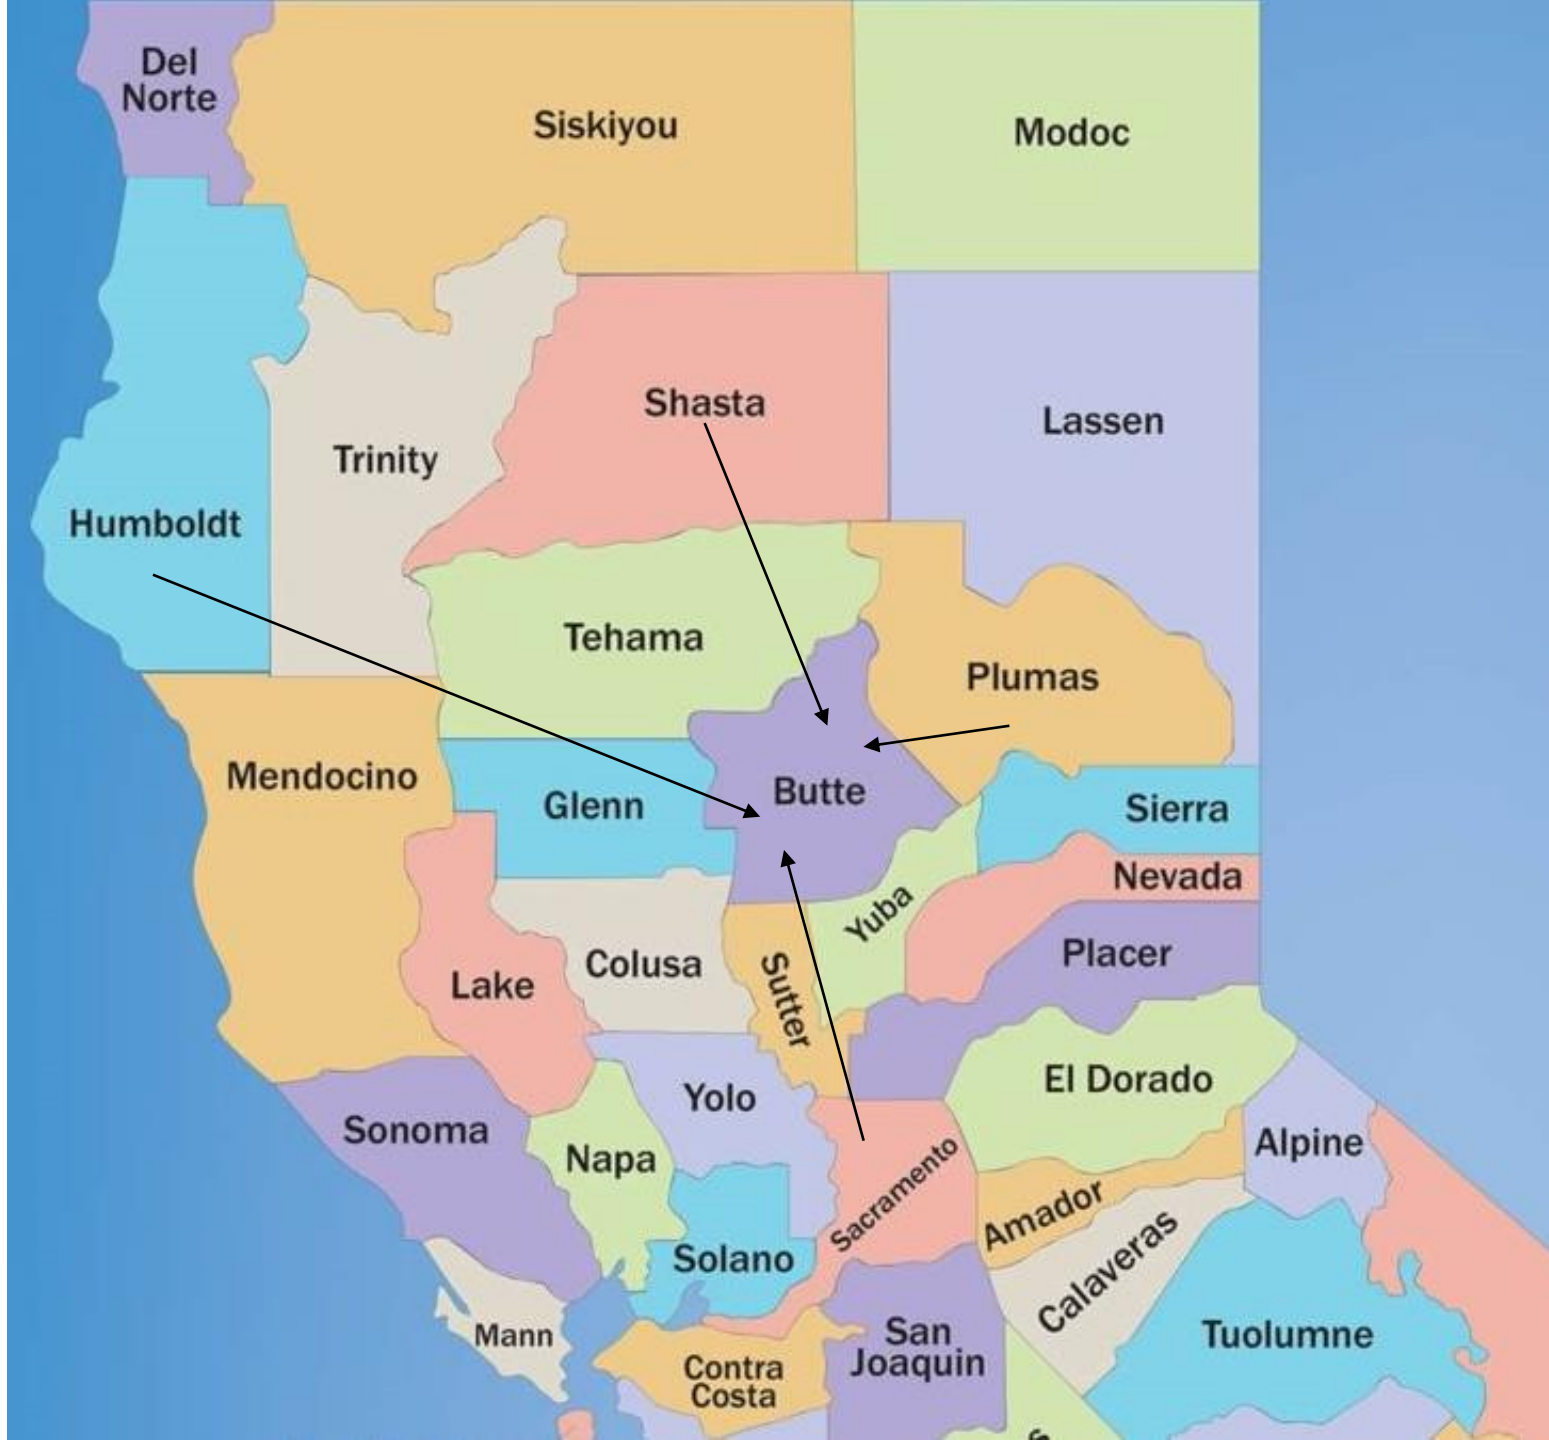 Del
Norte
Siskiyou
Modoc
Shasta
Lassen
Trinity
Humboldt
Tehama
Plumas
Mendocino
Glenn
Butte
Sierra
Nevada
Yuba
Placer
Colusa
Lake
Sutter
El Dorado
Yolo
Sonoma
Napa
Alpine
Sacramento
Amador
Solano
Calaveras
Mann
San
Joaquin
Tuolumne
Contra
Costa